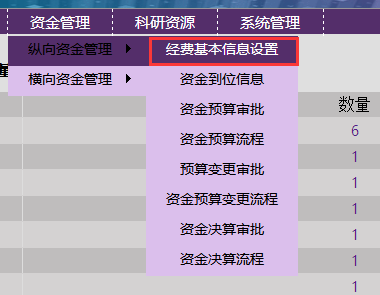 资金管理 科研资源 系统管理
纵向资金管理 经费基本信息设置
横向资金管理 资金到位信息
资金预算审批 数量
资金预算流程 6
预算变更审批 1
资金预算变更流程 1
资金决算审批 1
资金决算流程 1
1
1